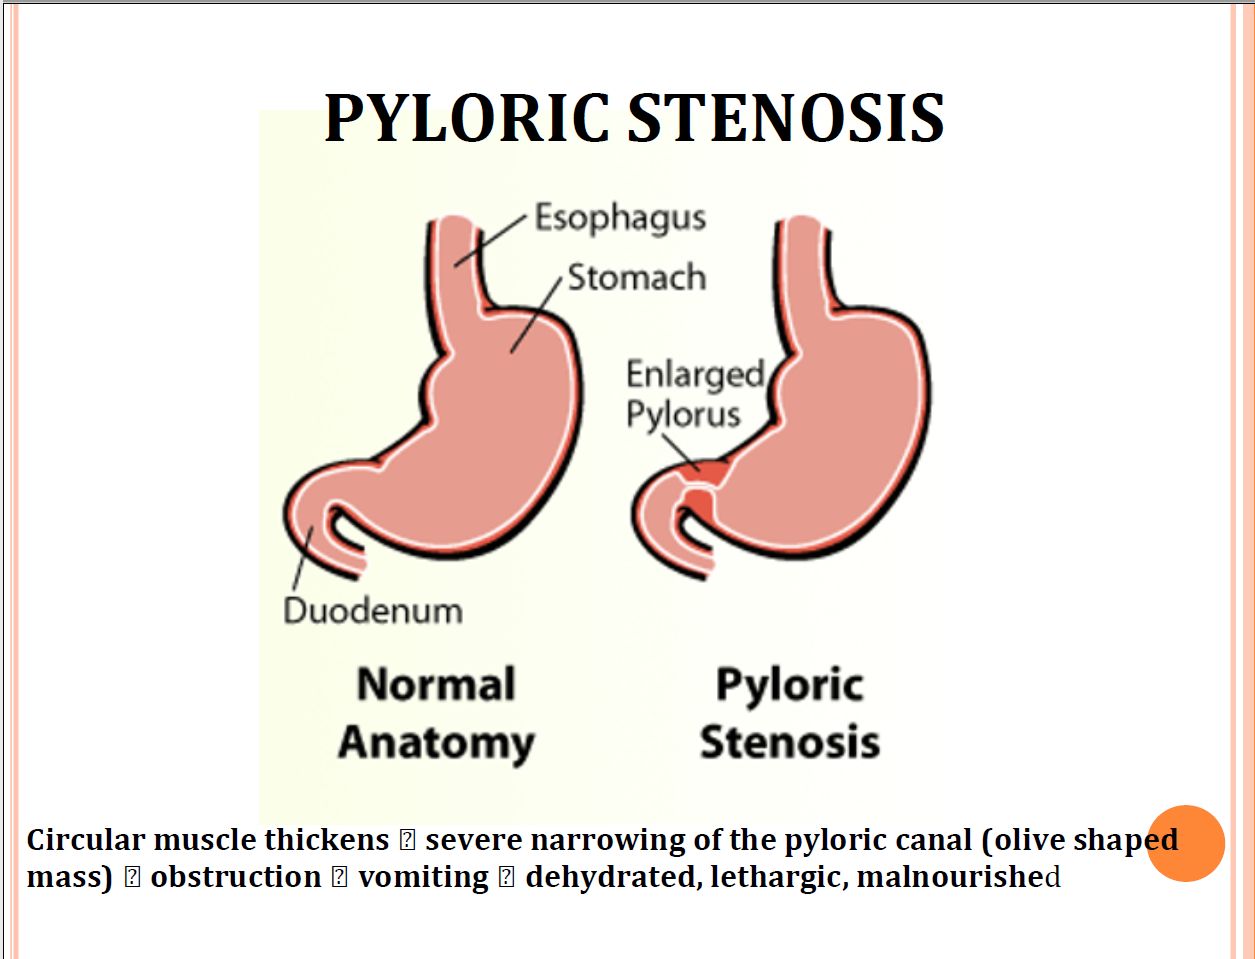 PYLORIC STENOSIS
Esophagus
Stomach
Enlarged
Pylorus
Duodenum
Normal
Anatomy
Pyloric
Stenosis
Circular muscle thickens � severe narrowing of the pyloric canal (olive shaped
mass) � obstruction � vomiting � dehydrated, lethargic, malnourished